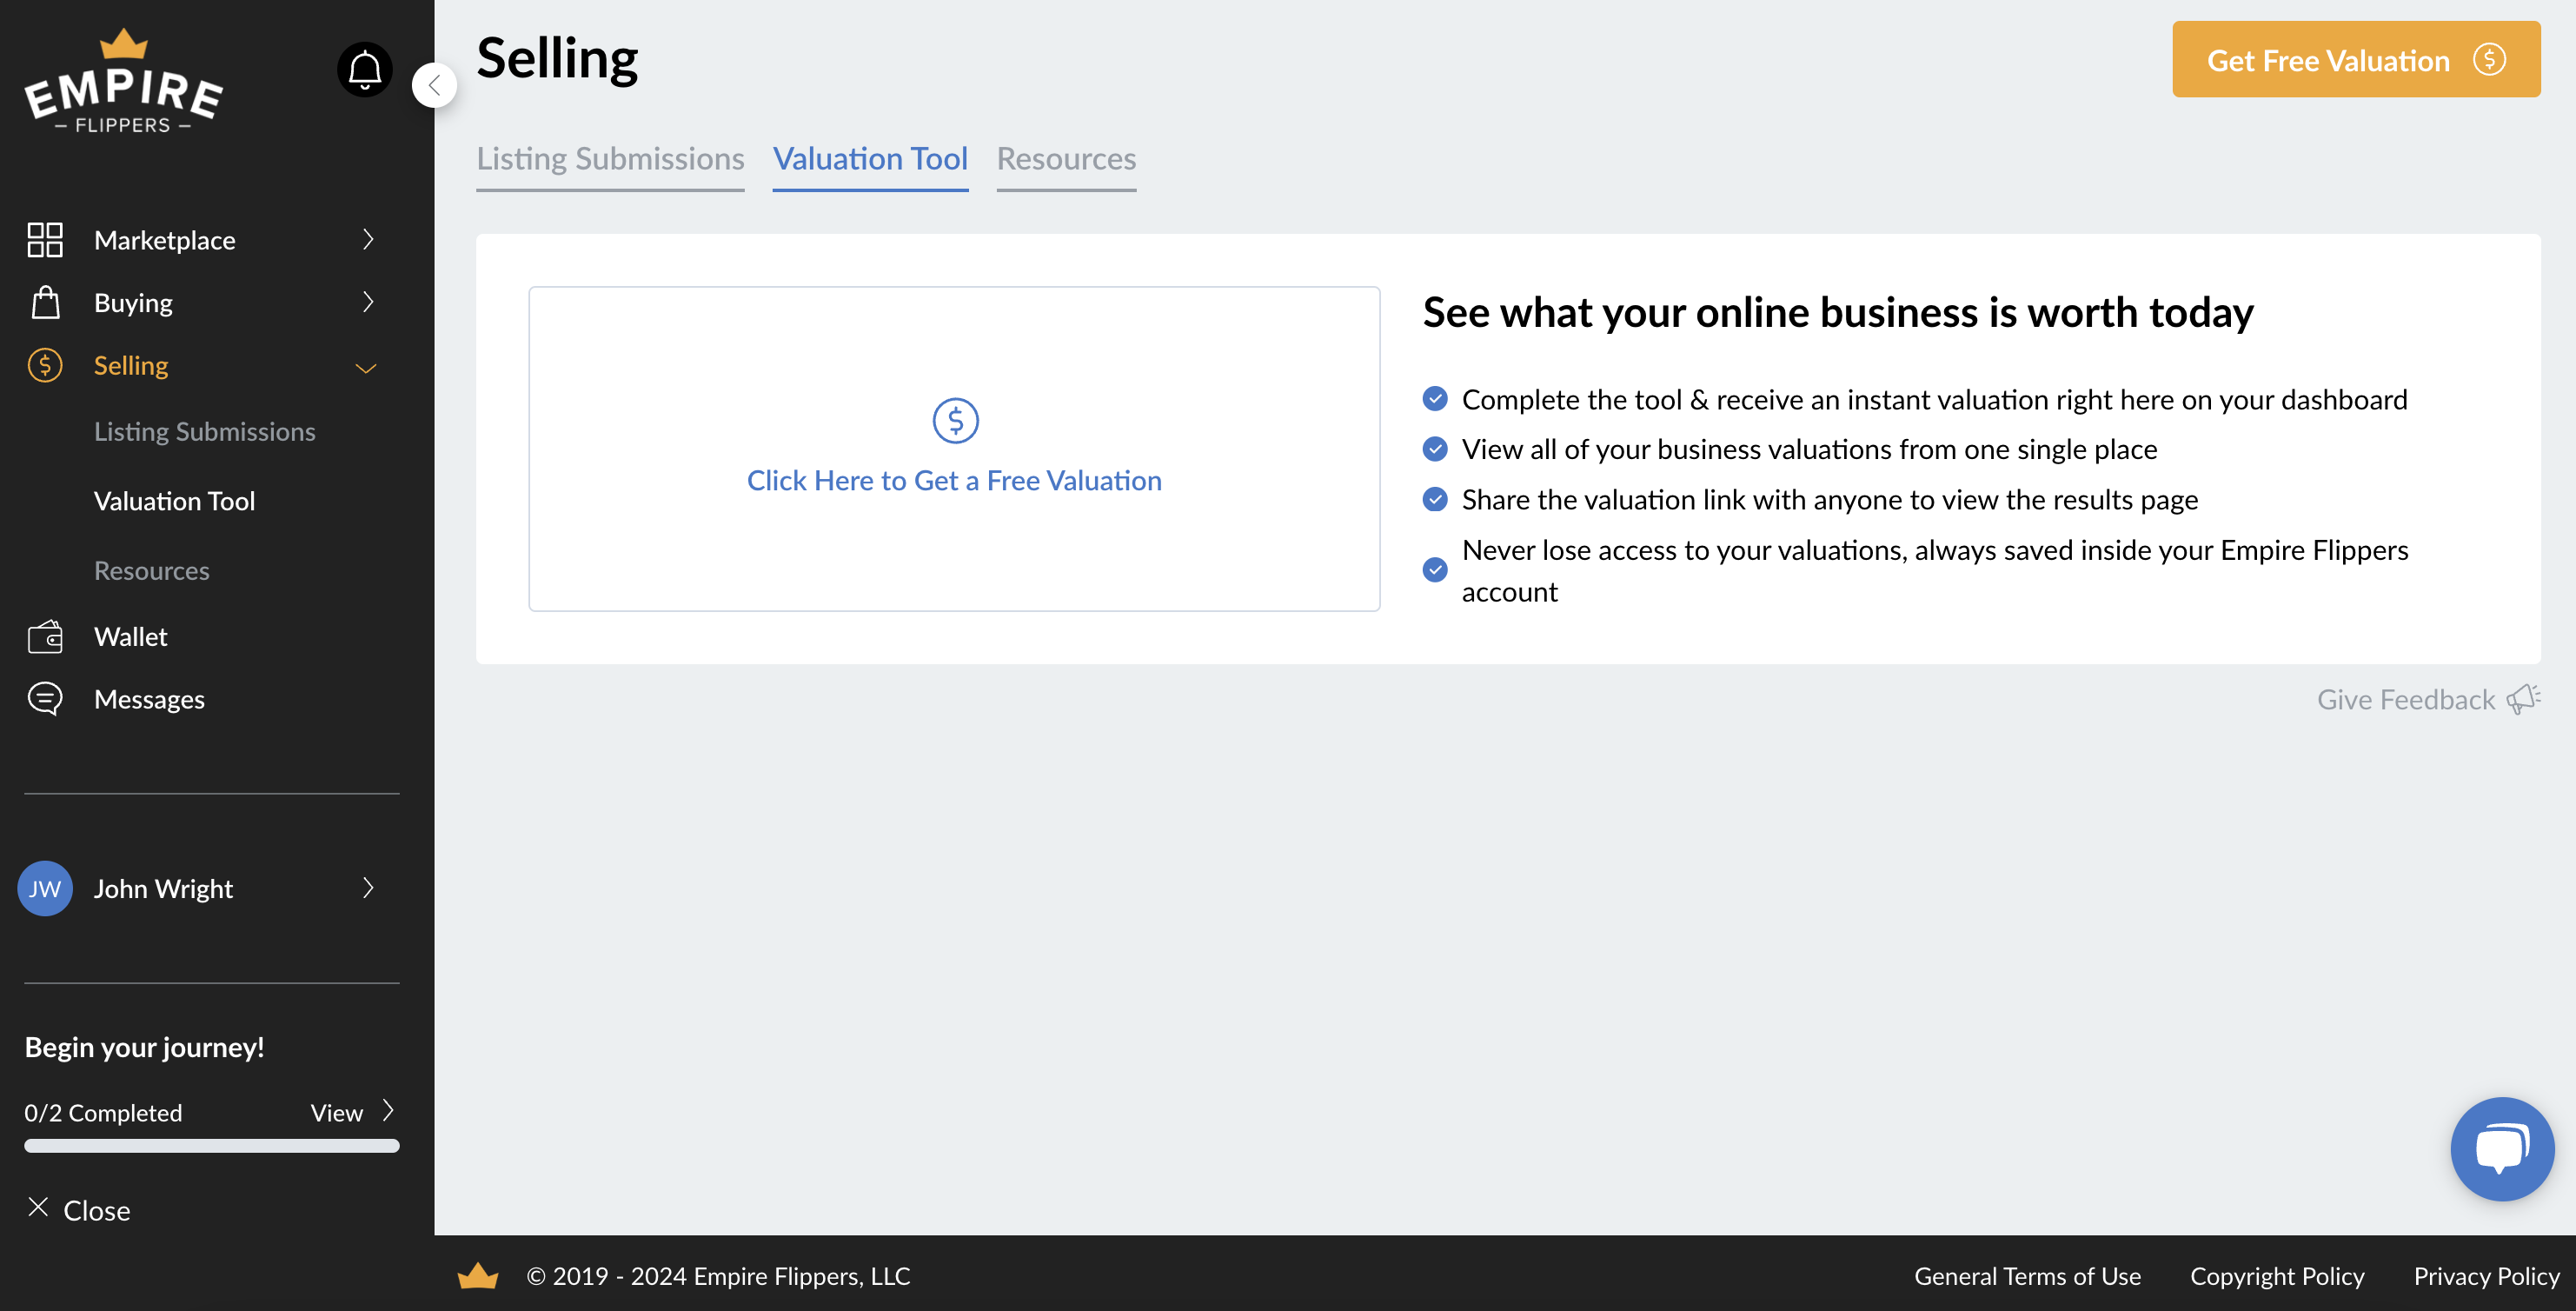 EMPIRE
– FLIPPERS –
Marketplace
Buying
Selling
Listing Submissions
Valuation Tool
Resources
Wallet
Messages
JW John Wright
Begin your journey!
0/2 Completed View
Close
Selling
Get Free Valuation
Listing Submissions Valuation Tool Resources
Click Here to Get a Free Valuation
See what your online business is worth today
Complete the tool & receive an instant valuation right here on your dashboard
View all of your business valuations from one single place
Share the valuation link with anyone to view the results page
Never lose access to your valuations, always saved inside your Empire Flippers
account
Give Feedback
© 2019 - 2024 Empire Flippers, LLC
General Terms of Use Copyright Policy Privacy Policy